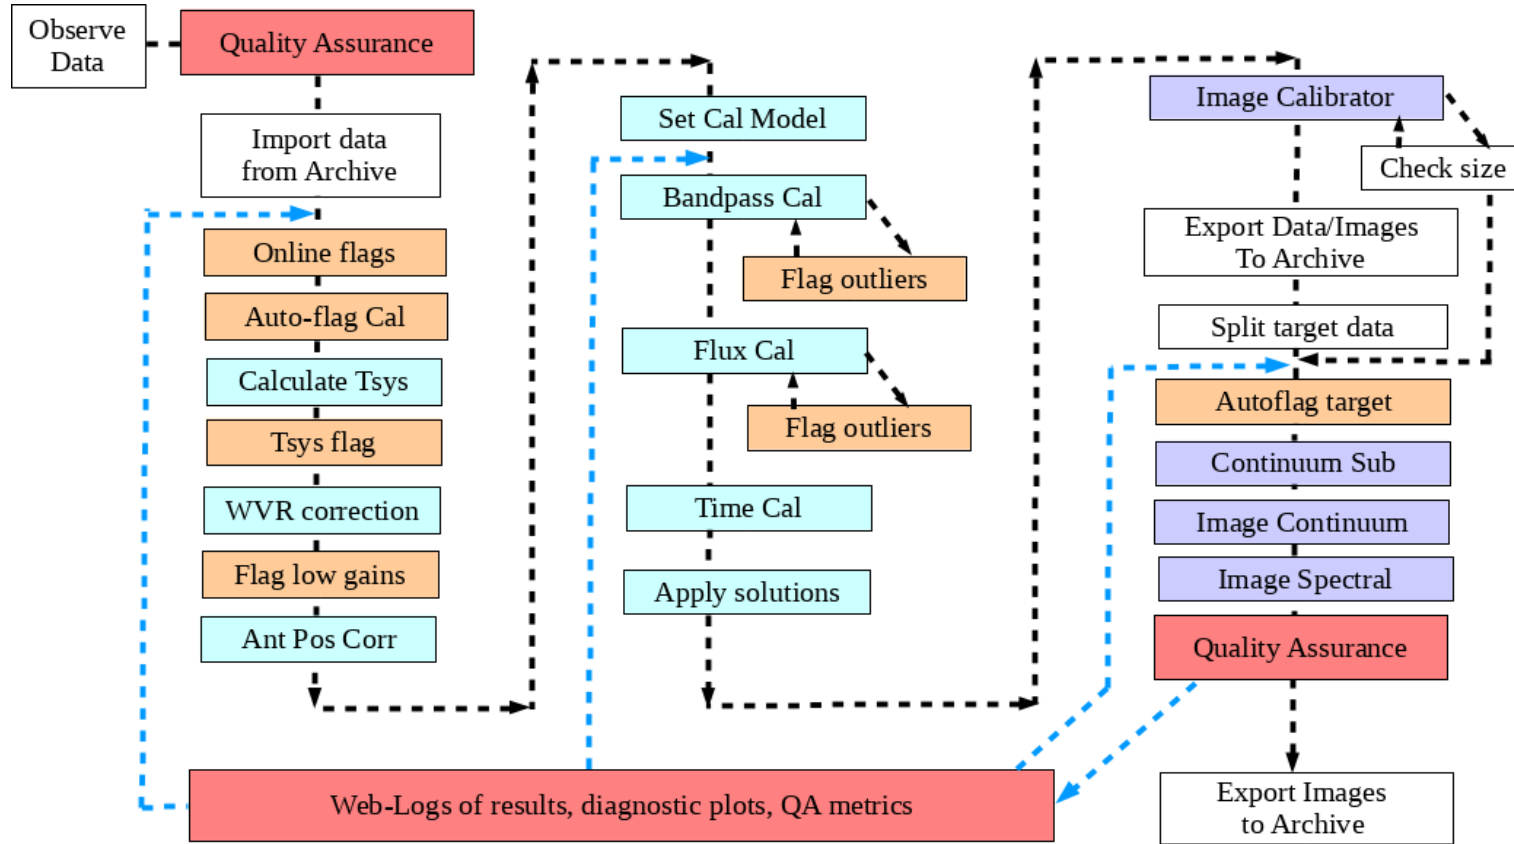 Observe
Data
Quality Assurance
Import data
from Archive
Online flags
Auto-flag Cal
Calculate Tsys
Tsys flag
WVR correction
Flag low gains
Ant Pos Corr
Set Cal Model
Bandpass Cal
Flag outliers
Flux Cal
Flag outliers
Time Cal
Apply solutions
Image Calibrator
Check size
Export Data/Images
To Archive
Split target data
Autoflag target
Continuum Sub
Image Continuum
Image Spectral
Quality Assurance
Web-Logs of results, diagnostic plots, QA metrics
Export Images
to Archive